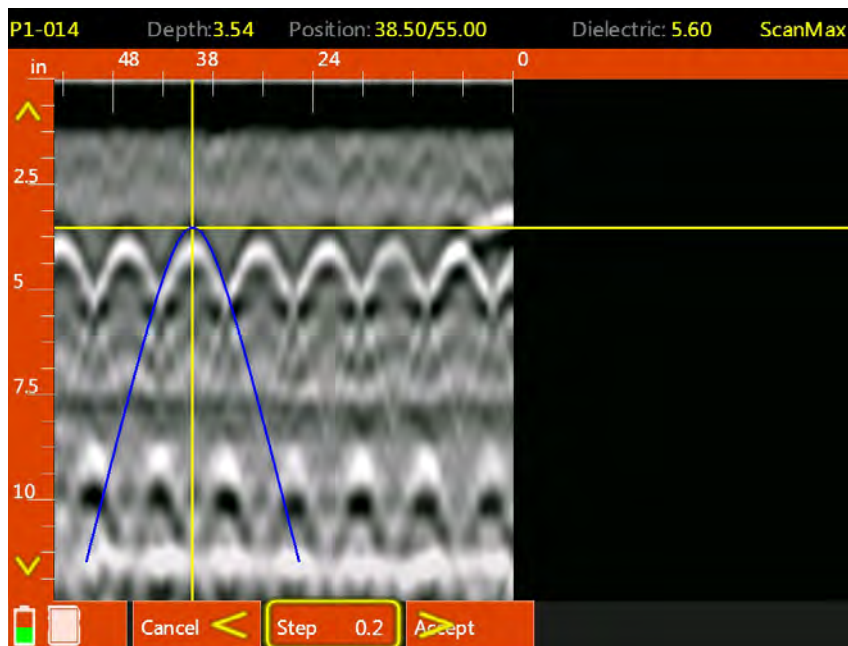 P1-014 Depth:3.54 Position: 38.50/55.00 Dielectric: 5.60 ScanMax
in 48 38 24 0
2.5
5
7.5
10
Cancel < Step 0.2 > Accept